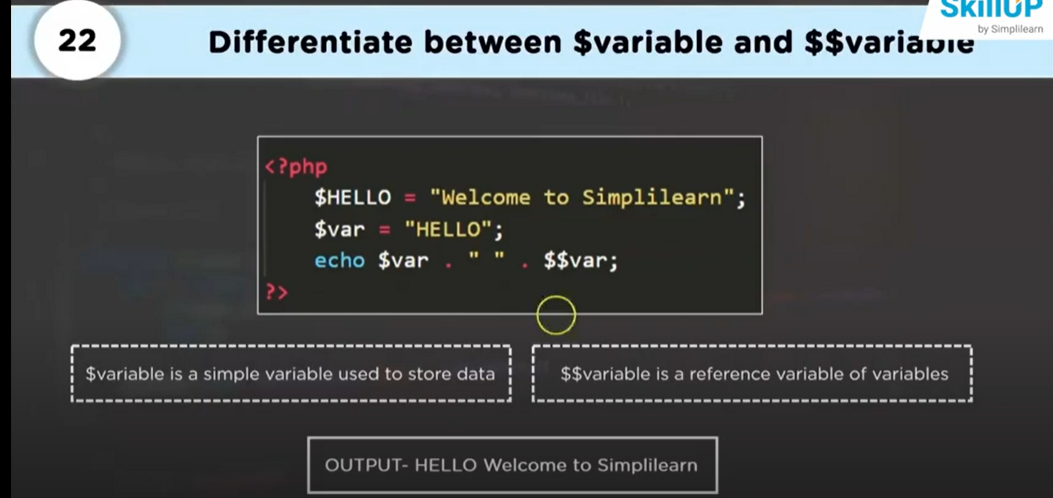 SkillUP
by Simplilearn
22
Differentiate between $variable and $$variable
<?php
$HELLO = "Welcome to Simplilearn";
$var = "HELLO";
echo $var . " " . $$var;
?>
$variable is a simple variable used to store data
$$variable is a reference variable of variables
OUTPUT- HELLO Welcome to Simplilearn